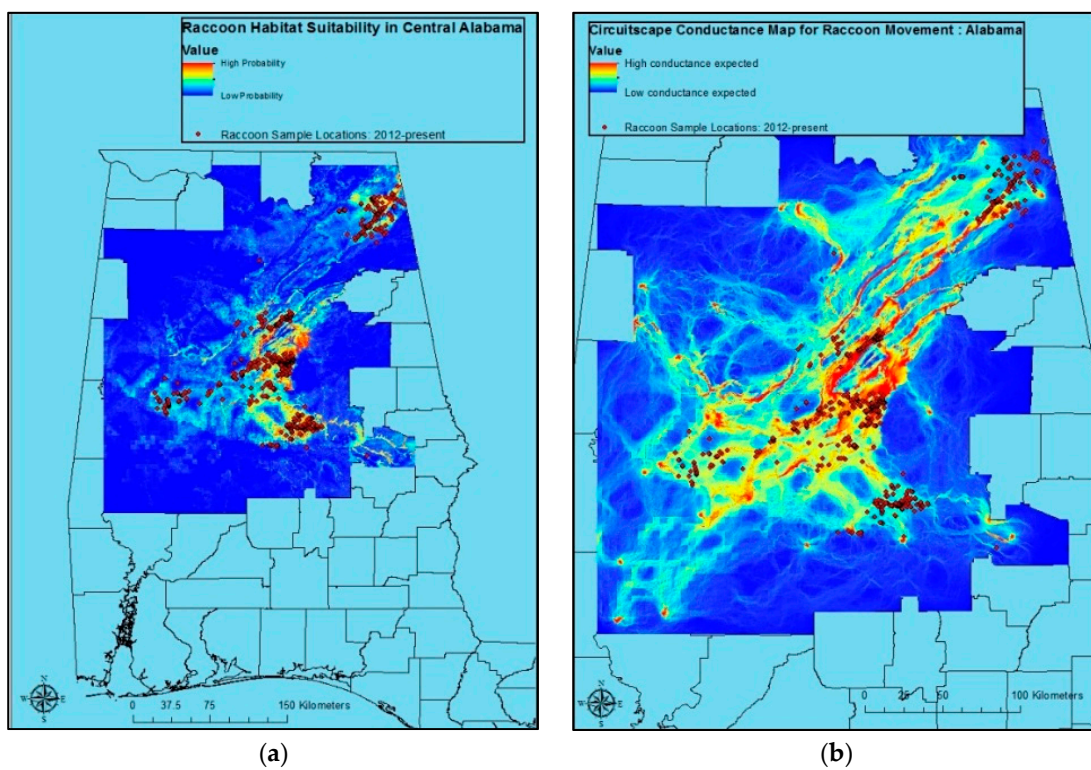 Raccoon Habitat Suitability in Central Alabama
Value
High Probability
Low Probability
Raccoon Sample Locations: 2012-present
N
W E
S
0 37.5 75 150 Kilometers
(a)
Circuitscape Conductance Map for Raccoon Movement : Alabama
Value
High conductance expected
Low conductance expected
Raccoon Sample Locations: 2012-present
N
W E
S
0 25 50 100 Kilometers
(b)